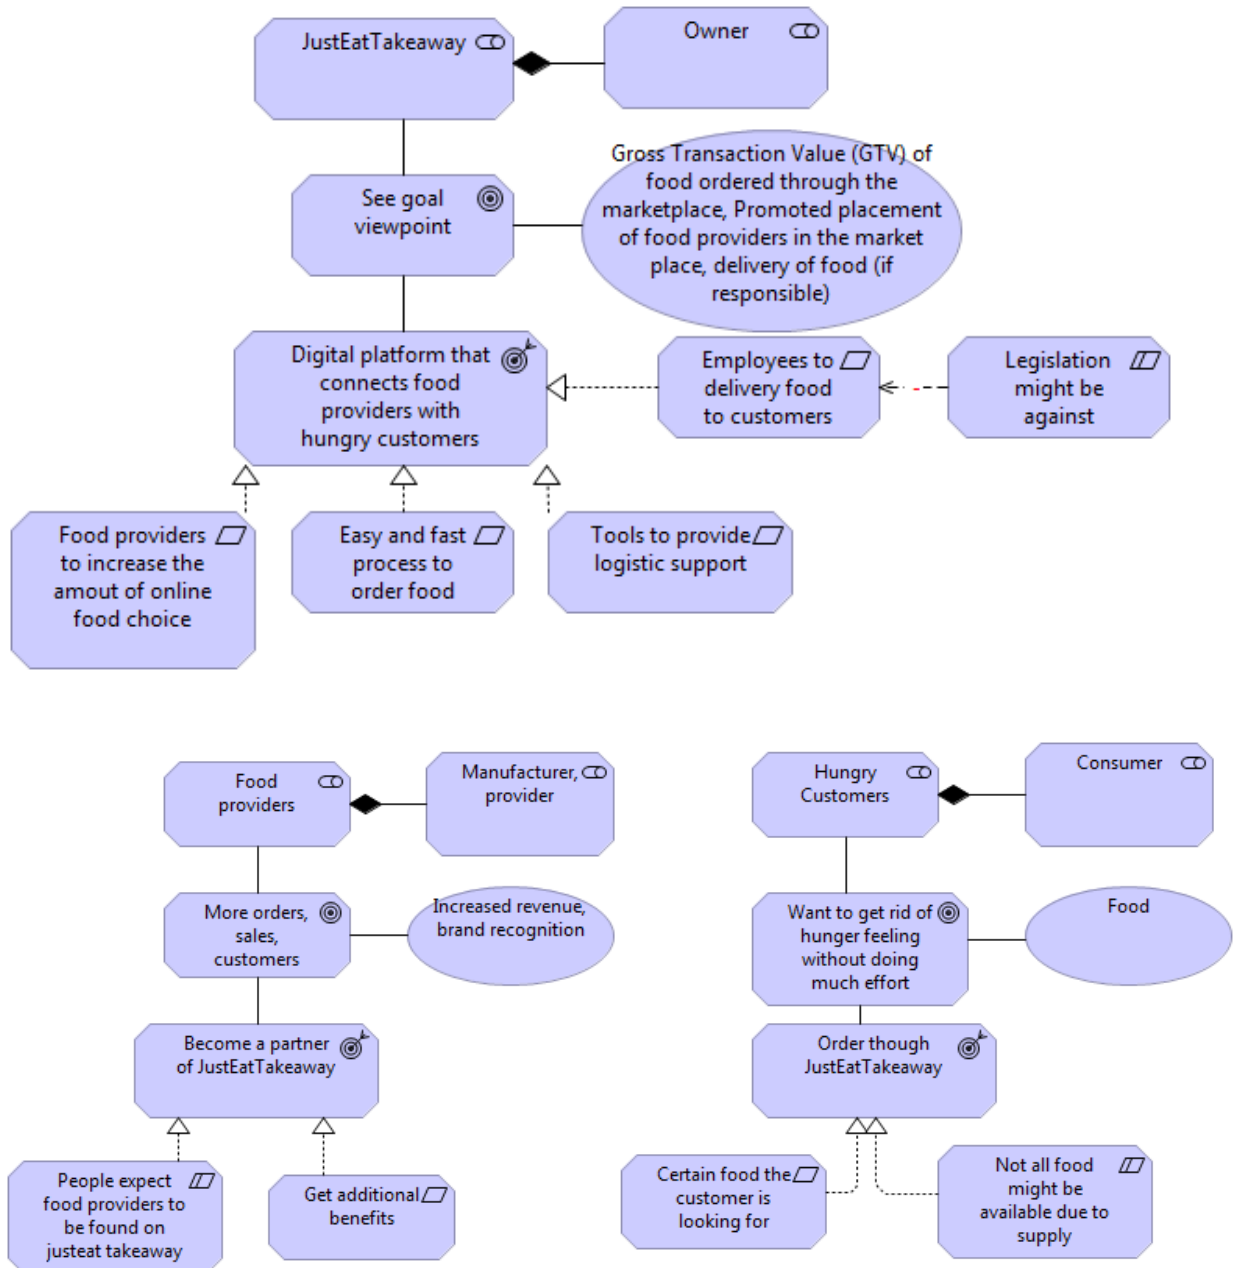 JustEatTakeaway
Owner
See goal
viewpoint
Gross Transaction Value (GTV) of
food ordered through the
marketplace, Promoted placement
of food providers in the market
place, delivery of food (if
responsible)
Digital platform that
connects food
providers with
hungry customers
Employees to
delivery food
to customers
Legislation
might be
against
-
Food providers
to increase the
amout of online
food choice
Easy and fast
process to
order food
Tools to provide
logistic support
Food
providers
Manufacturer,
provider
More orders,
sales,
customers
Increased revenue,
brand recognition
Become a partner
of JustEatTakeaway
People expect
food providers to
be found on
justeat takeaway
Get additional
benefits
Hungry
Customers
Consumer
Want to get rid of
hunger feeling
without doing
much effort
Food
Order though
JustEatTakeaway
Certain food the
customer is
looking for
Not all food
might be
available due to
supply